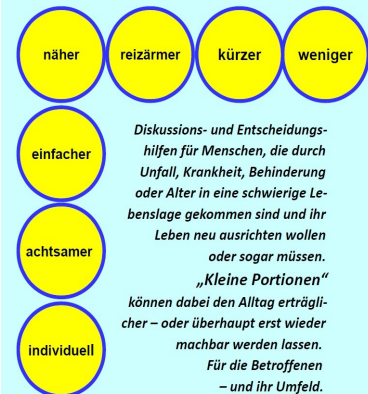 näher reizärmer kürzer weniger
einfacher
achtsamer
individuell
Diskussions- und Entscheidungs-
hilfen für Menschen, die durch
Unfall, Krankheit, Behinderung
oder Alter in eine schwierige Le-
benslage gekommen sind und ihr
Leben neu ausrichten wollen
oder sogar müssen.
„Kleine Portionen“
können dabei den Alltag erträgli-
cher – oder überhaupt erst wieder
machbar werden lassen.
Für die Betroffenen
– und ihr Umfeld.